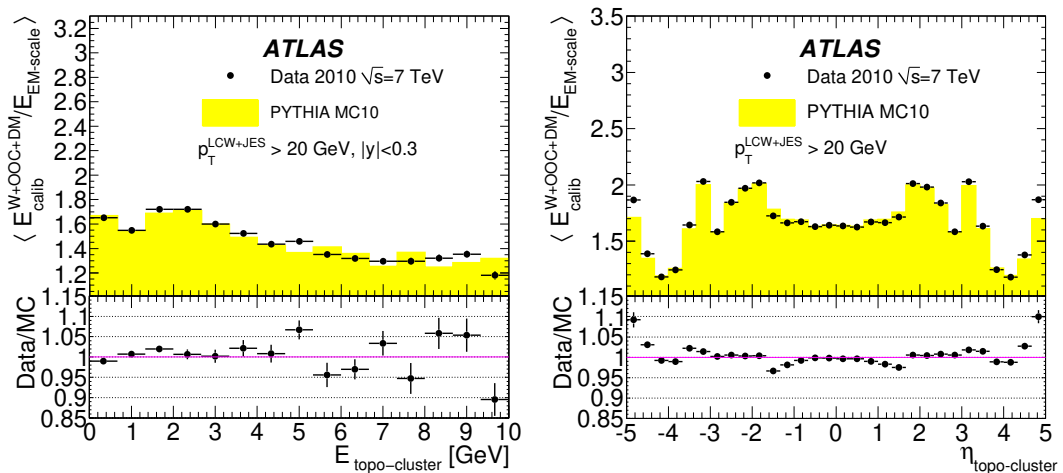 ⟨ E_calib^W+OOC+DM/E_EM-scale ⟩
3.2
3
2.8
2.6
2.4
2.2
2
1.8
1.6
1.4
1.2
ATLAS
Data 2010 √s=7 TeV
PYTHIA MC10
p_T^LCW+JES > 20 GeV, |y|<0.3
Data/MC
1.15
1.1
1.05
1
0.95
0.9
0.85
0 1 2 3 4 5 6 7 8 9 10
E_topo-cluster [GeV]
⟨ E_calib^W+OOC+DM/E_EM-scale ⟩
3.5
3
2.5
2
1.5
1
ATLAS
Data 2010 √s=7 TeV
PYTHIA MC10
p_T^LCW+JES > 20 GeV
Data/MC
1.15
1.1
1.05
1
0.95
0.9
0.85
-5 -4 -3 -2 -1 0 1 2 3 4 5
η_topo-cluster